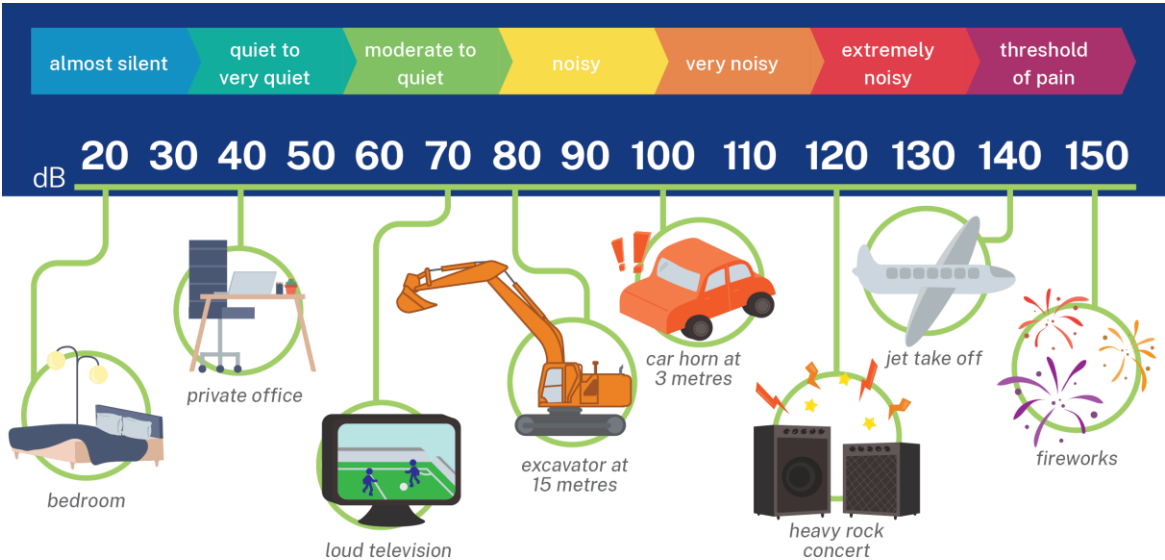 almost silent
quiet to
very quiet
moderate to
quiet
noisy
very noisy
extremely
noisy
threshold
of pain
dB
20 30 40 50 60 70 80 90 100 110 120 130 140 150
bedroom
private office
loud television
excavator at
15 metres
car horn at
3 metres
heavy rock
concert
jet take off
fireworks